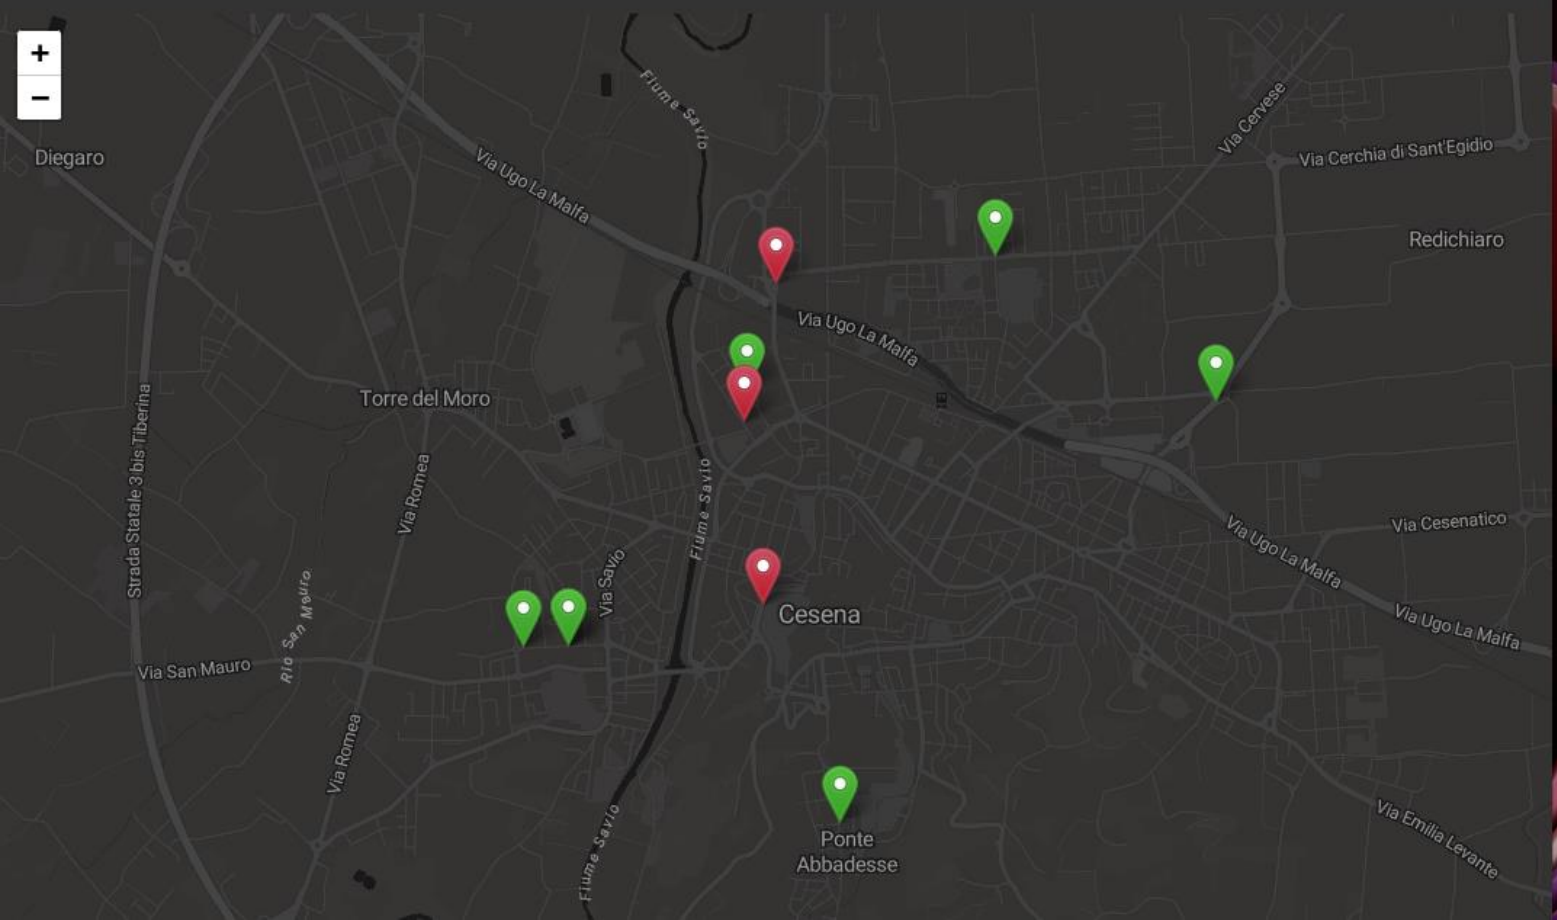 +
−
Fiume Savio
Via Cervese
Diegaro
Via Ugo La Malfa
Via Cerchia di Sant'Egidio
Redichiaro
Via Ugo La Malfa
Torre del Moro
Strada Statale 3 bis Tiberina
Via Romea
Fiume Savio
Via Cesenatico
Via Ugo La Malfa
Via Savio
Rio San Mauro
Cesena
Via Ugo La Malfa
Via San Mauro
Via Romea
Fiume Savio
Ponte
Abbadesse
Via Emilia Levante